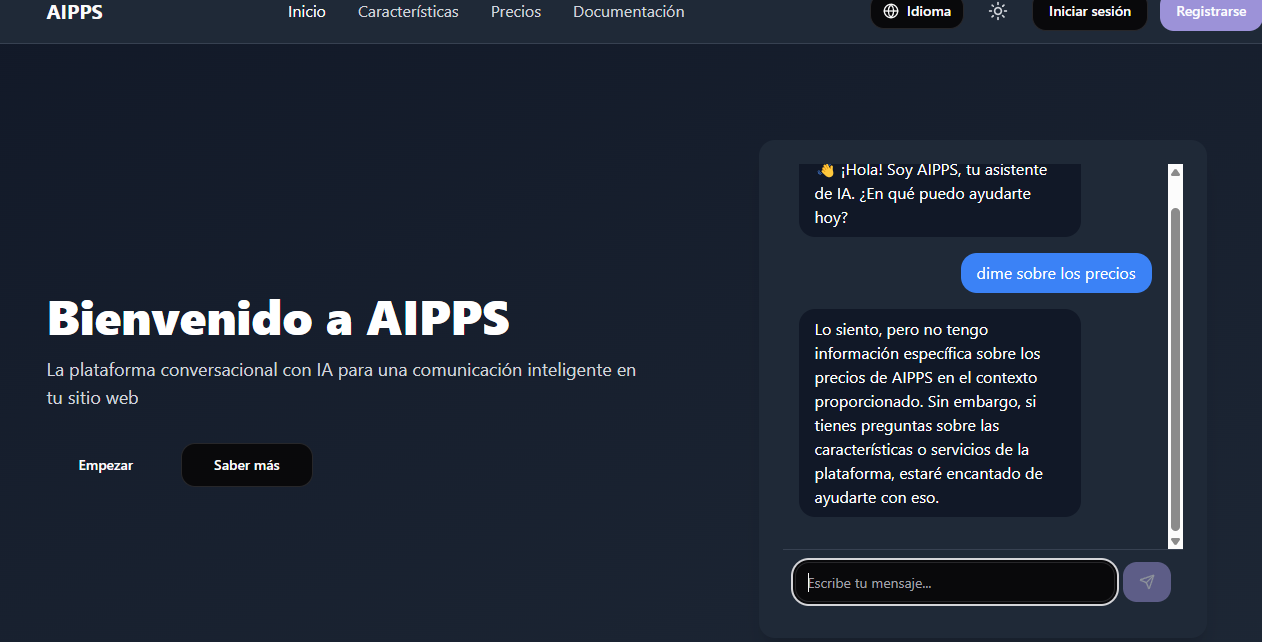 AIPPS
Inicio
Características
Precios
Documentación
Idioma
Iniciar sesión
Registrarse
Bienvenido a AIPPS
La plataforma conversacional con IA para una comunicación inteligente en
tu sitio web
Empezar
Saber más
👋 ¡Hola! Soy AIPPS, tu asistente
de IA. ¿En qué puedo ayudarte
hoy?
dime sobre los precios
Lo siento, pero no tengo
información específica sobre los
precios de AIPPS en el contexto
proporcionado. Sin embargo, si
tienes preguntas sobre las
características o servicios de la
plataforma, estaré encantado de
ayudarte con eso.
Escribe tu mensaje...